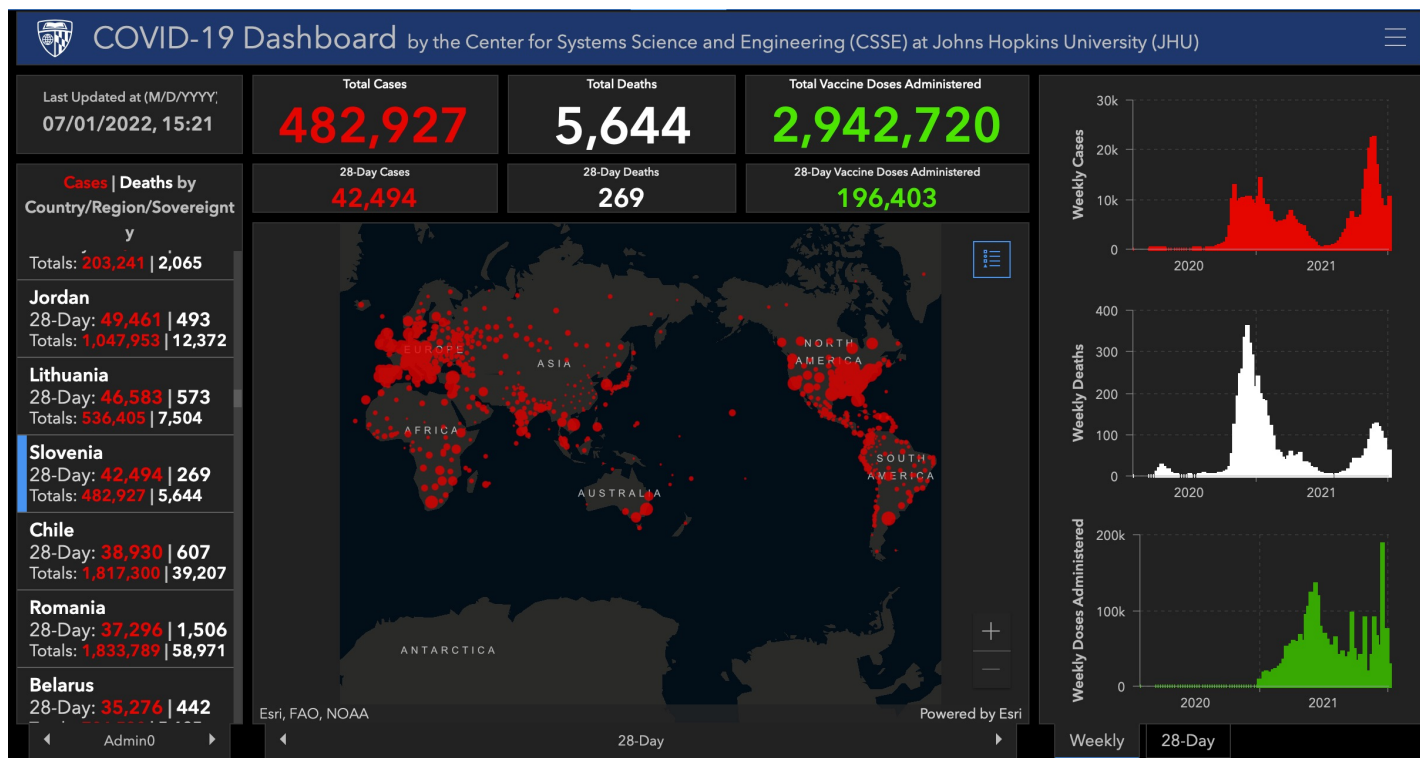 COVID-19 Dashboard by the Center for Systems Science and Engineering (CSSE) at Johns Hopkins University (JHU)
Last Updated at (M/D/YYYY)
07/01/2022, 15:21
Cases | Deaths by
Country/Region/Sovereignt
y
Totals: 203,241 | 2,065
Jordan
28-Day: 49,461 | 493
Totals: 1,047,953 | 12,372
Lithuania
28-Day: 46,583 | 573
Totals: 536,405 | 7,504
Slovenia
28-Day: 42,494 | 269
Totals: 482,927 | 5,644
Chile
28-Day: 38,930 | 607
Totals: 1,817,300 | 39,207
Romania
28-Day: 37,296 | 1,506
Totals: 1,833,789 | 58,971
Belarus
28-Day: 35,276 | 442
Admin0
Total Cases
482,927
Total Deaths
5,644
Total Vaccine Doses Administered
2,942,720
28-Day Cases
42,494
28-Day Deaths
269
28-Day Vaccine Doses Administered
196,403
NORTH
AMERICA
EUROPE
ASIA
AFRICA
SOUTH
AMERICA
AUSTRALIA
ANTARCTICA
+
−
Esri, FAO, NOAA
Powered by Esri
28-Day
Weekly Cases
30k
20k
10k
0
2020
2021
Weekly Deaths
400
300
200
100
0
2020
2021
Weekly Doses Administered
200k
100k
0
2020
2021
Weekly
28-Day